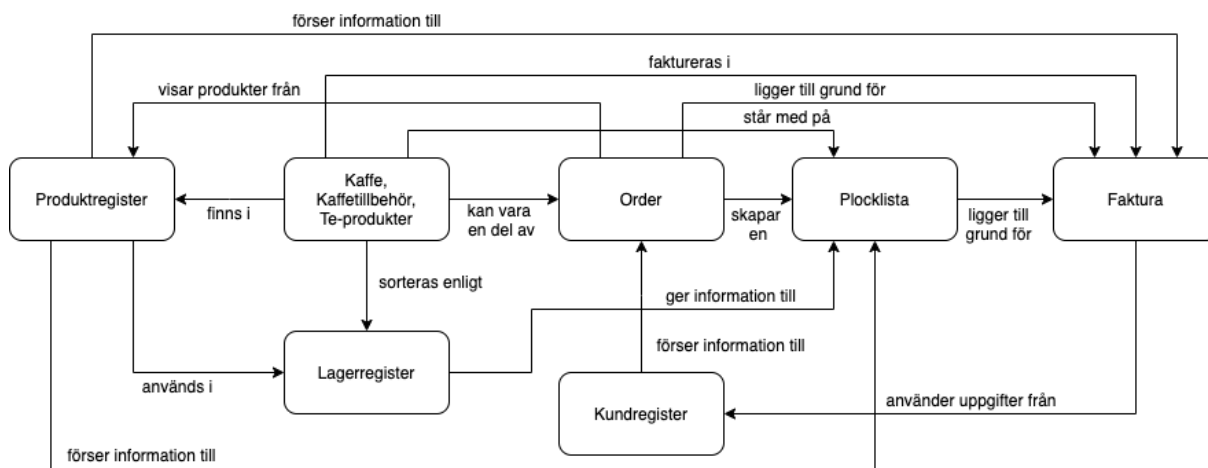 förser information till
faktureras i
visar produkter från
ligger till grund för
står med på
Produktregister
finns i
Kaffe,
Kaffetillbehör,
Te-produkter
kan vara
en del av
Order
skapar
en
Plocklista
ligger till
grund för
Faktura
sorteras enligt
ger information till
Lagerregister
förser information till
används i
Kundregister
använder uppgifter från
förser information till